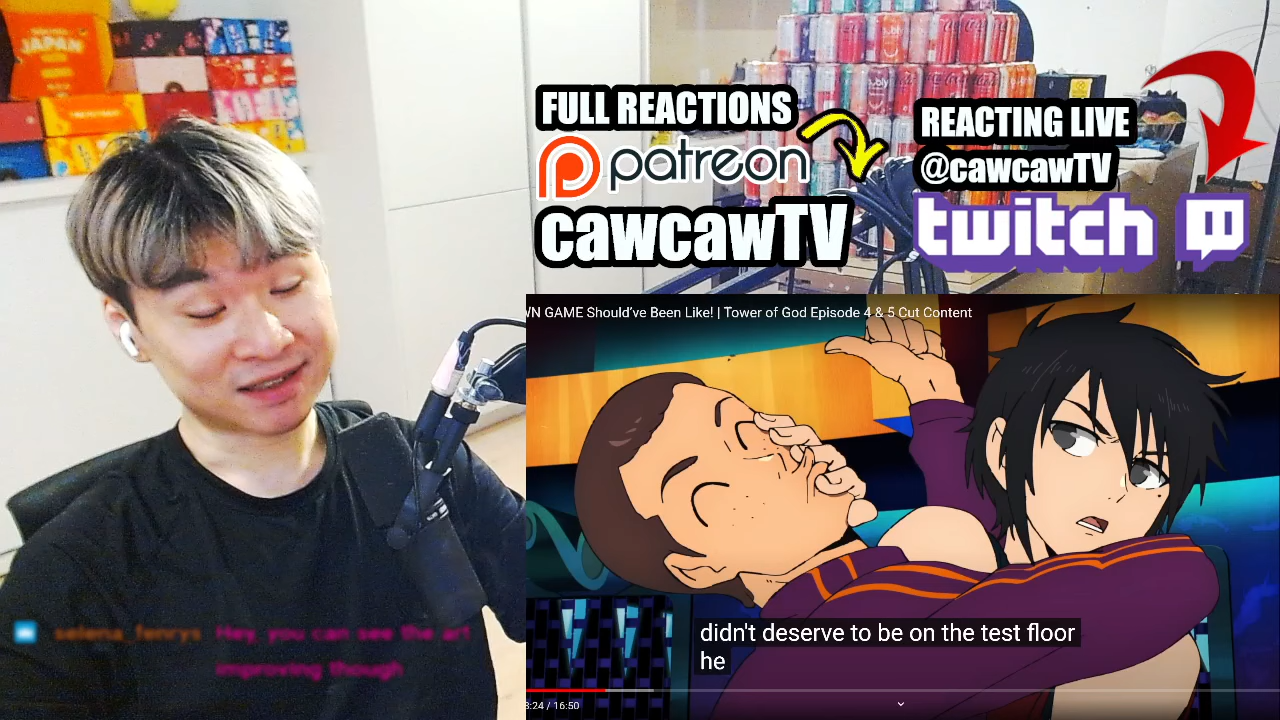 JAPAN
FULL REACTIONS
patreon
cawcawTV
REACTING LIVE
@cawcawTV
twitch
bubly
WN GAME Should've Been Like! | Tower of God Episode 4 & 5 Cut Content
didn't deserve to be on the test floor
he
selena_fenrys Hey, you can see the art
improving though
3:24 / 16:50